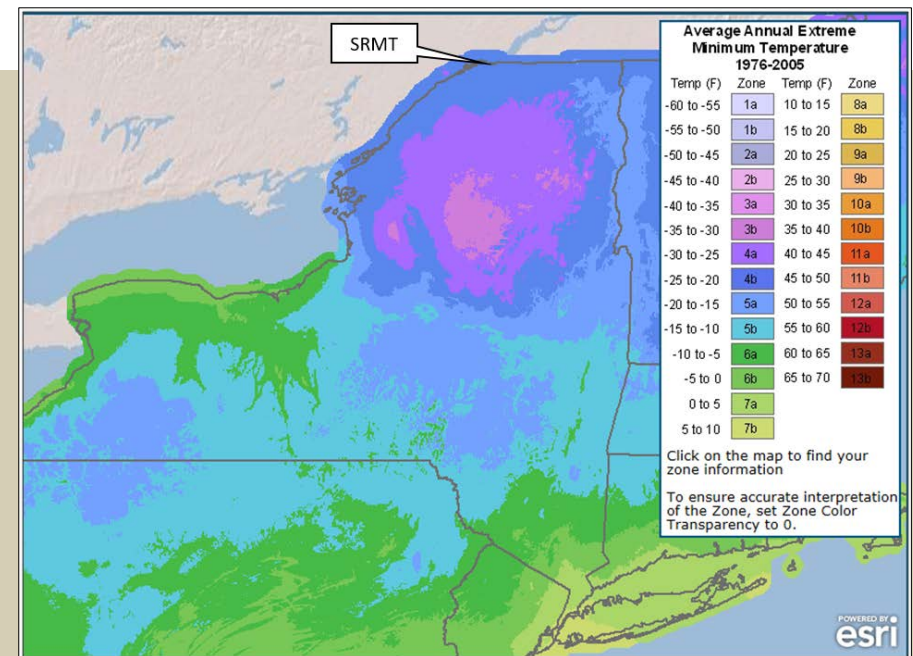 SRMT
Average Annual Extreme
Minimum Temperature
1976-2005
Temp (F) Zone Temp (F) Zone
-60 to -55 1a 10 to 15 8a
-55 to -50 1b 15 to 20 8b
-50 to -45 2a 20 to 25 9a
-45 to -40 2b 25 to 30 9b
-40 to -35 3a 30 to 35 10a
-35 to -30 3b 35 to 40 10b
-30 to -25 4a 40 to 45 11a
-25 to -20 4b 45 to 50 11b
-20 to -15 5a 50 to 55 12a
-15 to -10 5b 55 to 60 12b
-10 to -5 6a 60 to 65 13a
-5 to 0 6b 65 to 70 13b
0 to 5 7a
5 to 10 7b
Click on the map to find your
zone information
To ensure accurate interpretation
of the Zone, set Zone Color
Transparency to 0.
POWERED BY
esri